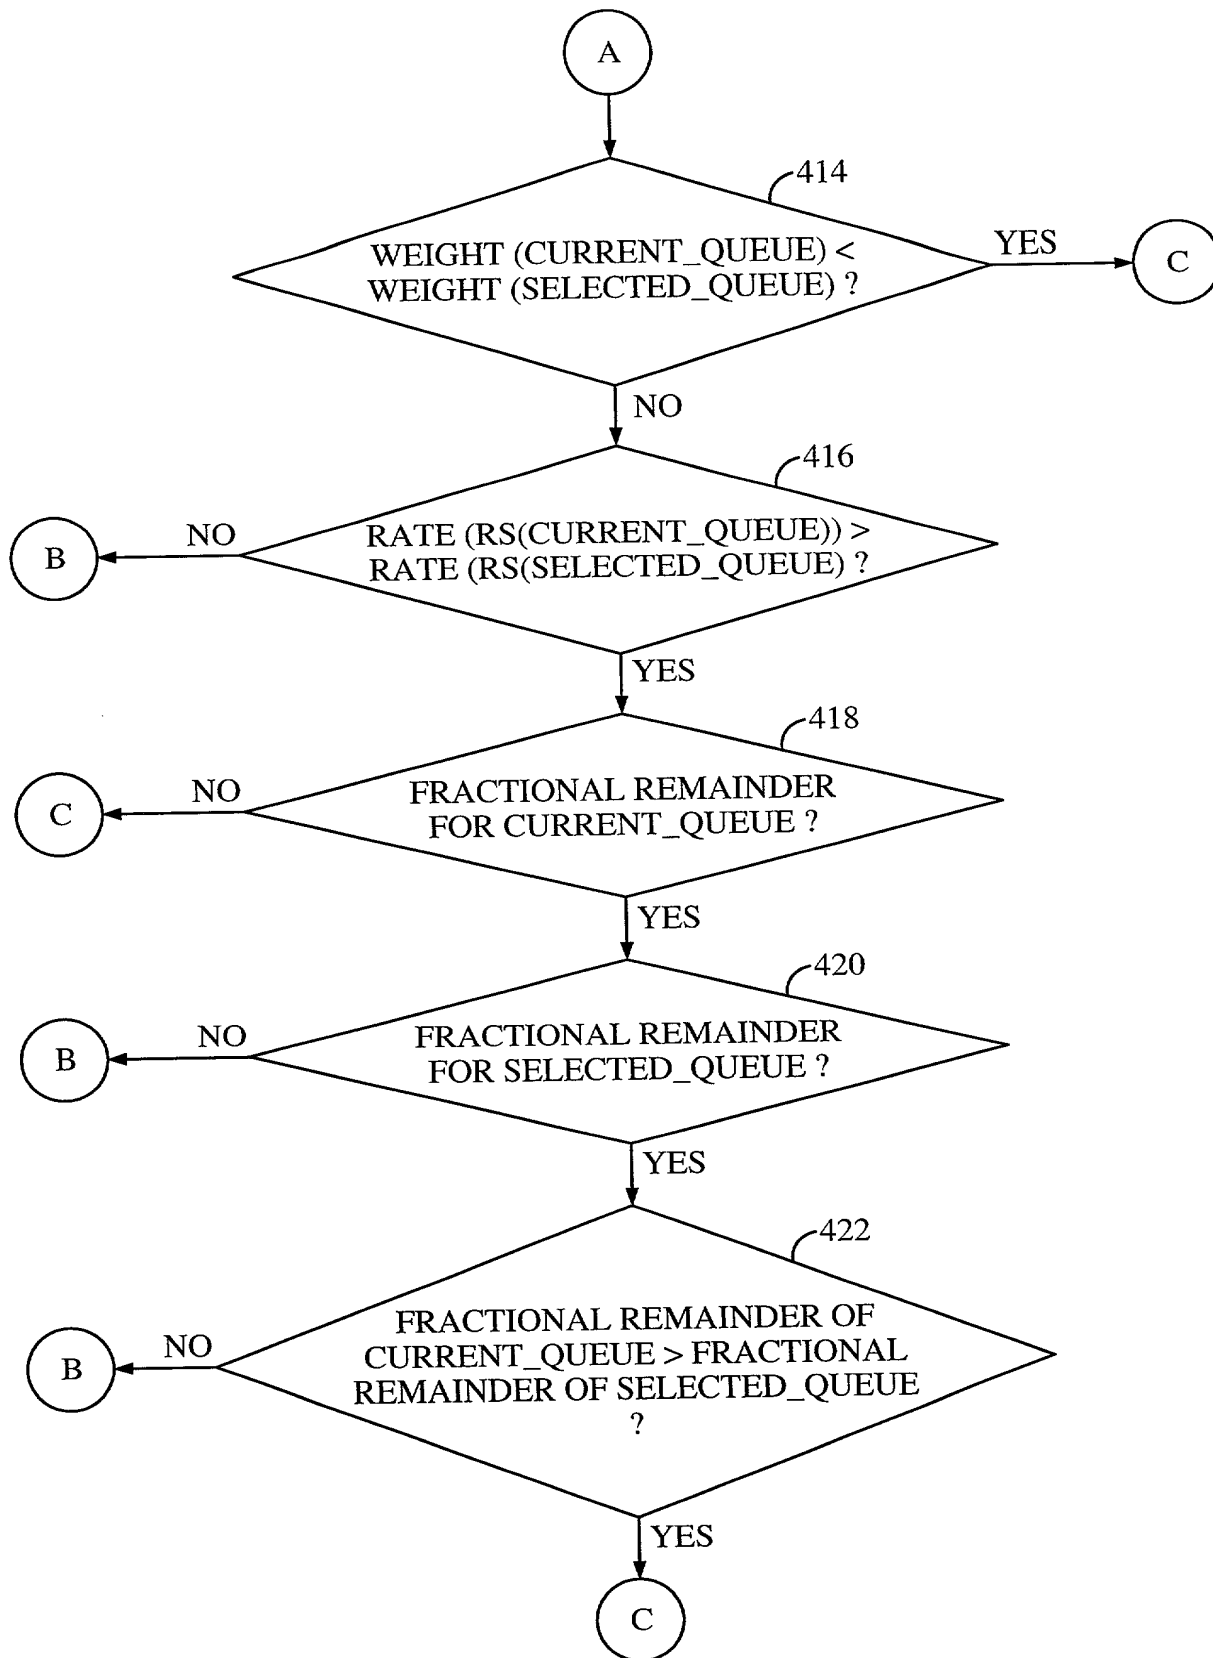 A
414
WEIGHT (CURRENT_QUEUE) <
WEIGHT (SELECTED_QUEUE) ?
YES
C
NO
416
RATE (RS(CURRENT_QUEUE)) >
RATE (RS(SELECTED_QUEUE) ?
NO
B
YES
418
FRACTIONAL REMAINDER
FOR CURRENT_QUEUE ?
NO
C
YES
420
FRACTIONAL REMAINDER
FOR SELECTED_QUEUE ?
NO
B
YES
422
FRACTIONAL REMAINDER OF
CURRENT_QUEUE > FRACTIONAL
REMAINDER OF SELECTED_QUEUE
?
NO
B
YES
C